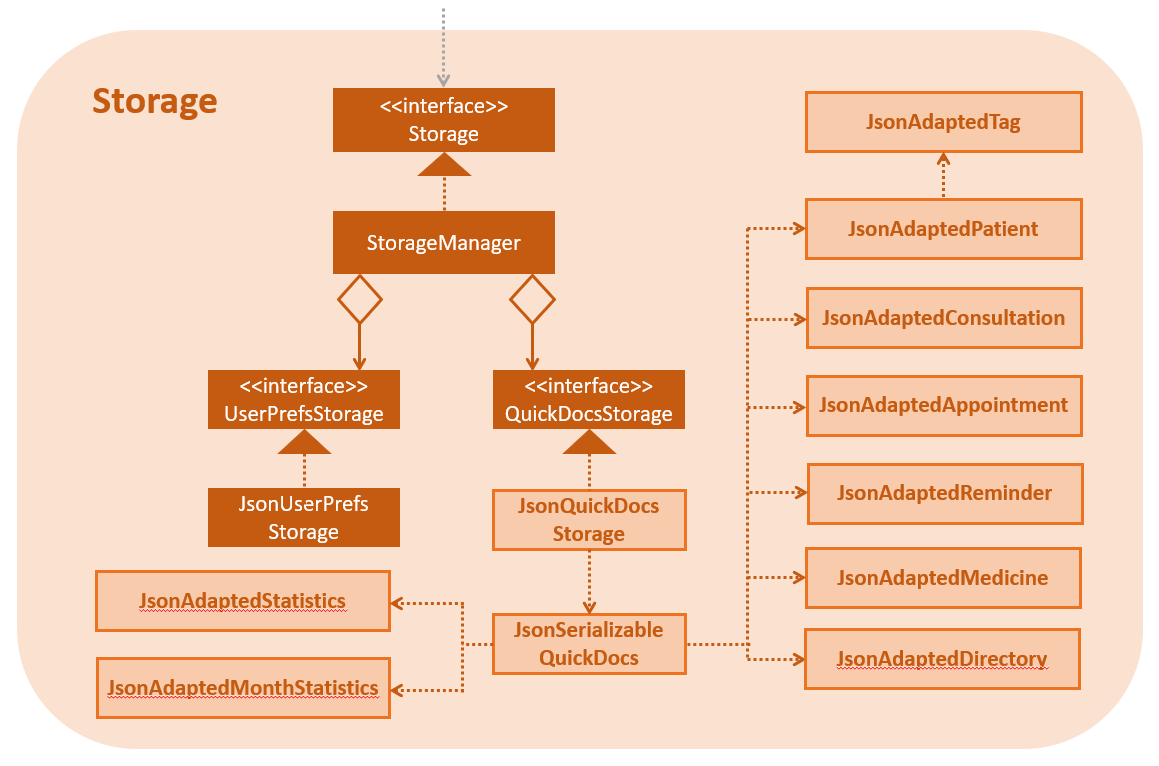 Storage
<<interface>>
Storage
StorageManager
<<interface>>
UserPrefsStorage
<<interface>>
QuickDocsStorage
JsonUserPrefs
Storage
JsonQuickDocs
Storage
JsonAdaptedStatistics
JsonAdaptedMonthStatistics
JsonSerializable
QuickDocs
JsonAdaptedTag
JsonAdaptedPatient
JsonAdaptedConsultation
JsonAdaptedAppointment
JsonAdaptedReminder
JsonAdaptedMedicine
JsonAdaptedDirectory